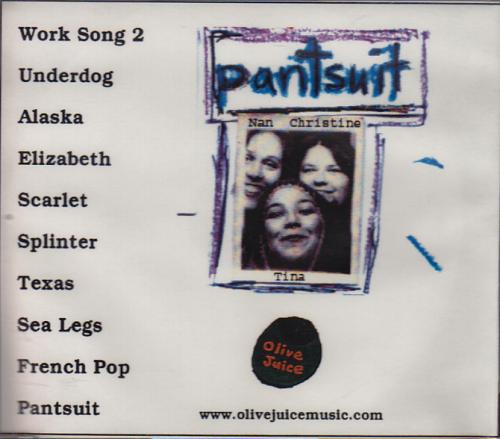 Work Song 2
Underdog
Alaska
Elizabeth
Scarlet
Splinter
Texas
Sea Legs
French Pop
Pantsuit
pantsuit
Nan Christine
Tina
Olive
Juice
www.olivejuicemusic.com